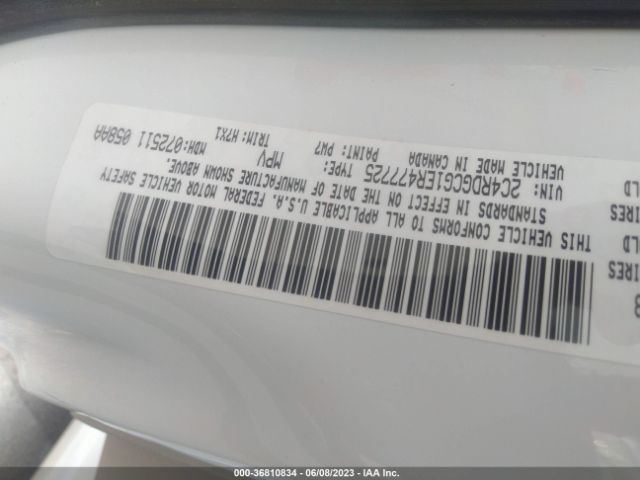 THIS VEHICLE CONFORMS TO ALL APPLICABLE U.S.A. FEDERAL MOTOR VEHICLE SAFETY
STANDARDS IN EFFECT ON THE DATE OF MANUFACTURE SHOWN ABOVE.
VIN: 2C4RDGCG1ER477725 TYPE: MPV MDH:072511 058AA
VEHICLE MADE IN CANADA PAINT: PW7 TRIM: H7X1
000-36810834 - 06/08/2023 - IAA Inc.